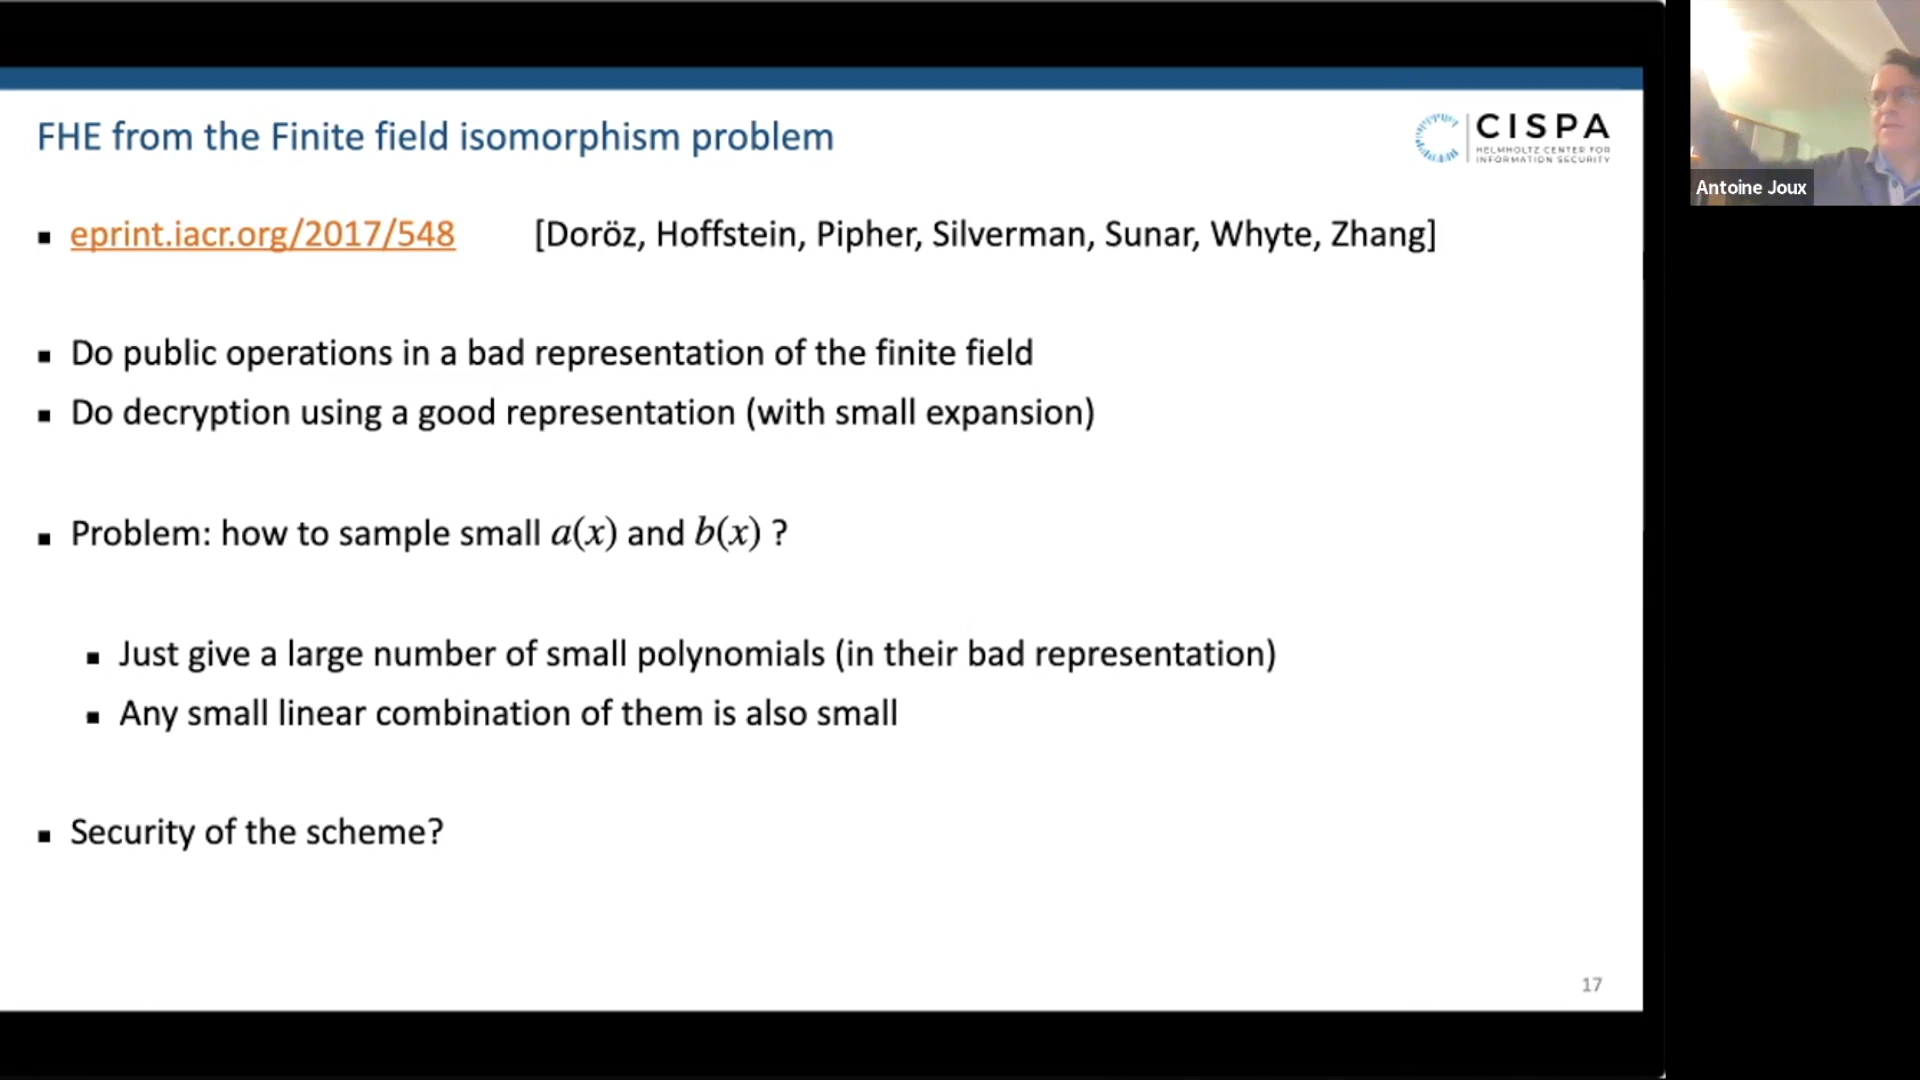 FHE from the Finite field isomorphism problem
CISPA
HELMHOLTZ CENTER FOR
INFORMATION SECURITY
Antoine Joux
▪ eprint.iacr.org/2017/548 [Doröz, Hoffstein, Pipher, Silverman, Sunar, Whyte, Zhang]
▪ Do public operations in a bad representation of the finite field
▪ Do decryption using a good representation (with small expansion)
▪ Problem: how to sample small a(x) and b(x) ?
▪ Just give a large number of small polynomials (in their bad representation)
▪ Any small linear combination of them is also small
▪ Security of the scheme?
17